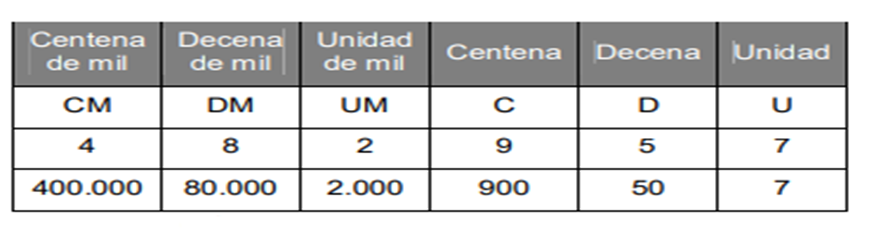 Centena de mil Decena de mil Unidad de mil Centena Decena Unidad
CM DM UM C D U
4 8 2 9 5 7
400.000 80.000 2.000 900 50 7